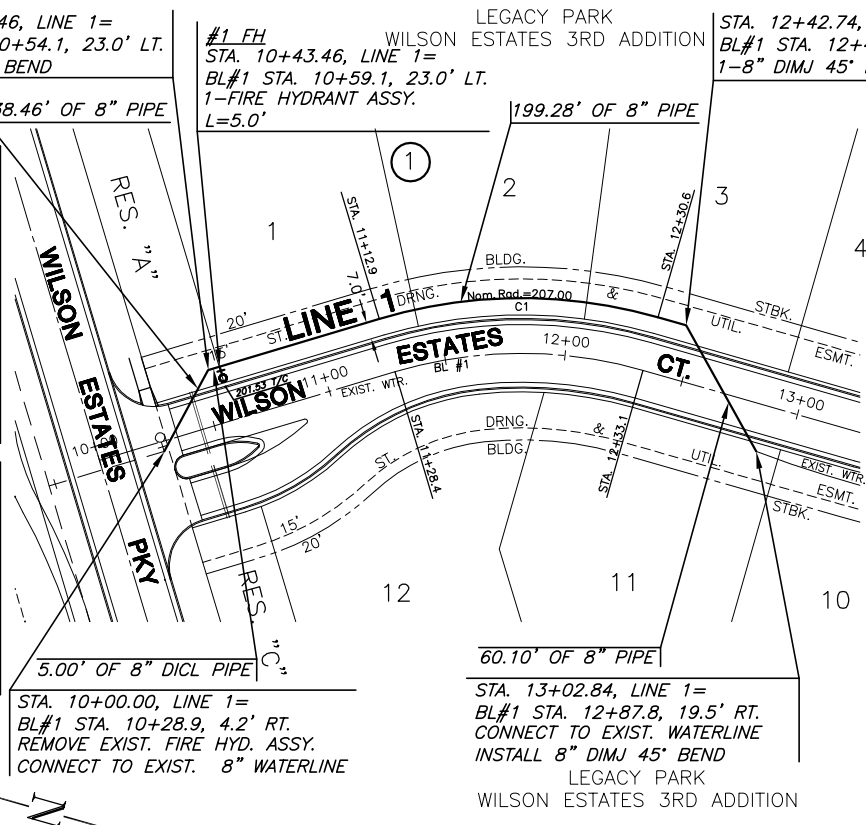 46, LINE 1=
0+54.1, 23.0' LT.
BEND
38.46' OF 8" PIPE
#1 FH
STA. 10+43.46, LINE 1=
BL#1 STA. 10+59.1, 23.0' LT.
1-FIRE HYDRANT ASSY.
L=5.0'
LEGACY PARK
WILSON ESTATES 3RD ADDITION
STA. 12+42.74,
BL#1 STA. 12+
1-8" DIMJ 45°
199.28' OF 8" PIPE
1
RES. "A"
1
2
3
4
STA. 11+12.9
7.0'
STA. 12+30.6
BLDG.
DRNG.
Nom. Rad.=207.00
&
C1
STBK.
UTIL.
ESMT.
20'
15'
ST.
LINE 1
WILSON ESTATES PKY
WILSON ESTATES CT.
201.53 T/C
11+00
EXIST. WTR.
BL #1
12+00
13+00
STA. 11+28.4
STA. 12+33.1
DRNG.
&
BLDG.
ST.
UTIL.
EXIST. WTR.
ESMT.
STBK.
15'
20'
RES. "C"
12
11
10
5.00' OF 8" DICL PIPE
STA. 10+00.00, LINE 1=
BL#1 STA. 10+28.9, 4.2' RT.
REMOVE EXIST. FIRE HYD. ASSY.
CONNECT TO EXIST. 8" WATERLINE
60.10' OF 8" PIPE
STA. 13+02.84, LINE 1=
BL#1 STA. 12+87.8, 19.5' RT.
CONNECT TO EXIST. WATERLINE
INSTALL 8" DIMJ 45° BEND
LEGACY PARK
WILSON ESTATES 3RD ADDITION
N